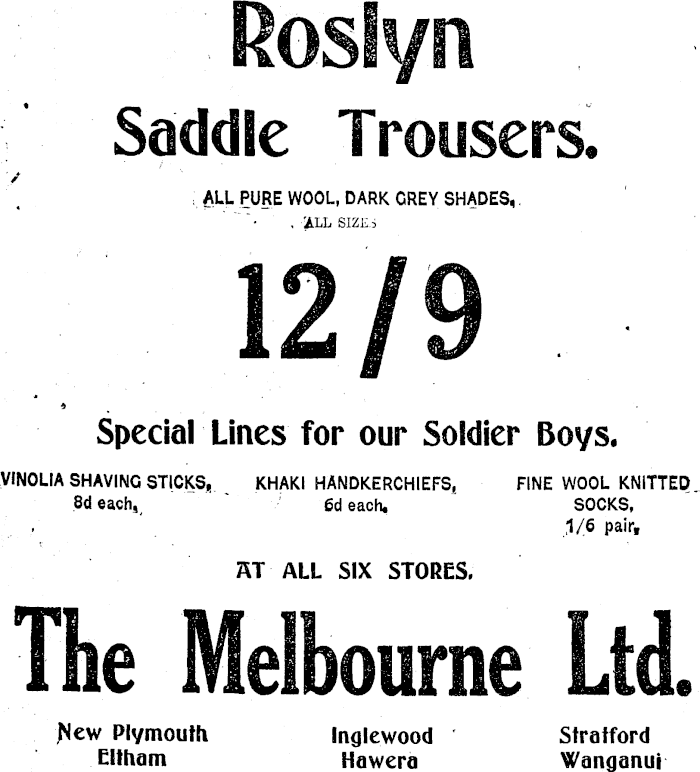 Roslyn
Saddle Trousers.
ALL PURE WOOL, DARK GREY SHADES,
ALL SIZES
12/9
Special Lines for our Soldier Boys.
VINOLIA SHAVING STICKS,
8d each,
KHAKI HANDKERCHIEFS,
6d each,
FINE WOOL KNITTED
SOCKS,
1/6 pair,
AT ALL SIX STORES.
The Melbourne Ltd.
New Plymouth Inglewood Stratford
Eltham Hawera Wanganui